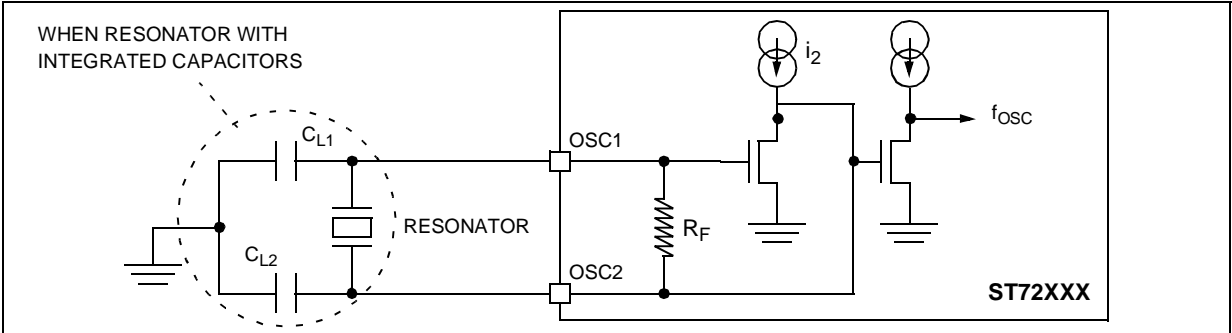 WHEN RESONATOR WITH
INTEGRATED CAPACITORS
i2
fOSC
CL1
OSC1
RESONATOR
RF
CL2
OSC2
ST72XXX